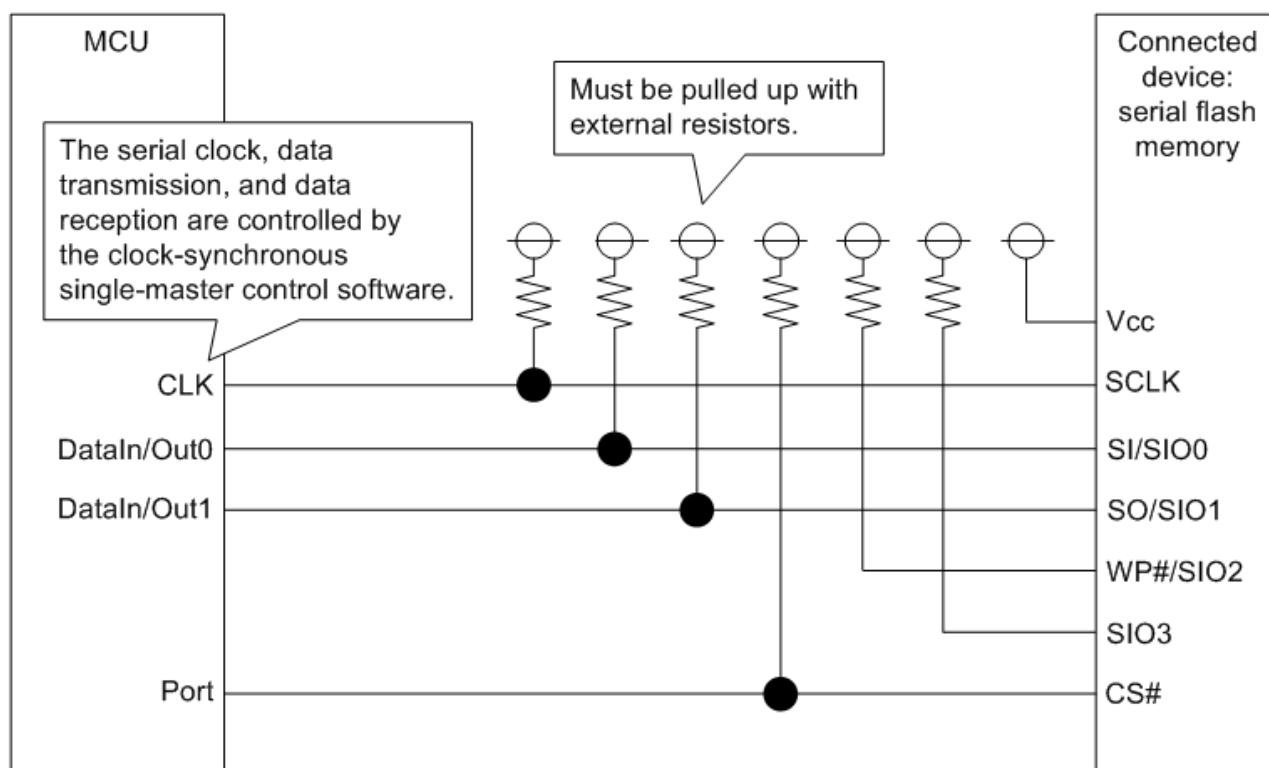 MCU
Connected
device:
serial flash
memory
Must be pulled up with
external resistors.
The serial clock, data
transmission, and data
reception are controlled by
the clock-synchronous
single-master control software.
Vcc
CLK
SCLK
DataIn/Out0
SI/SIO0
DataIn/Out1
SO/SIO1
WP#/SIO2
SIO3
Port
CS#